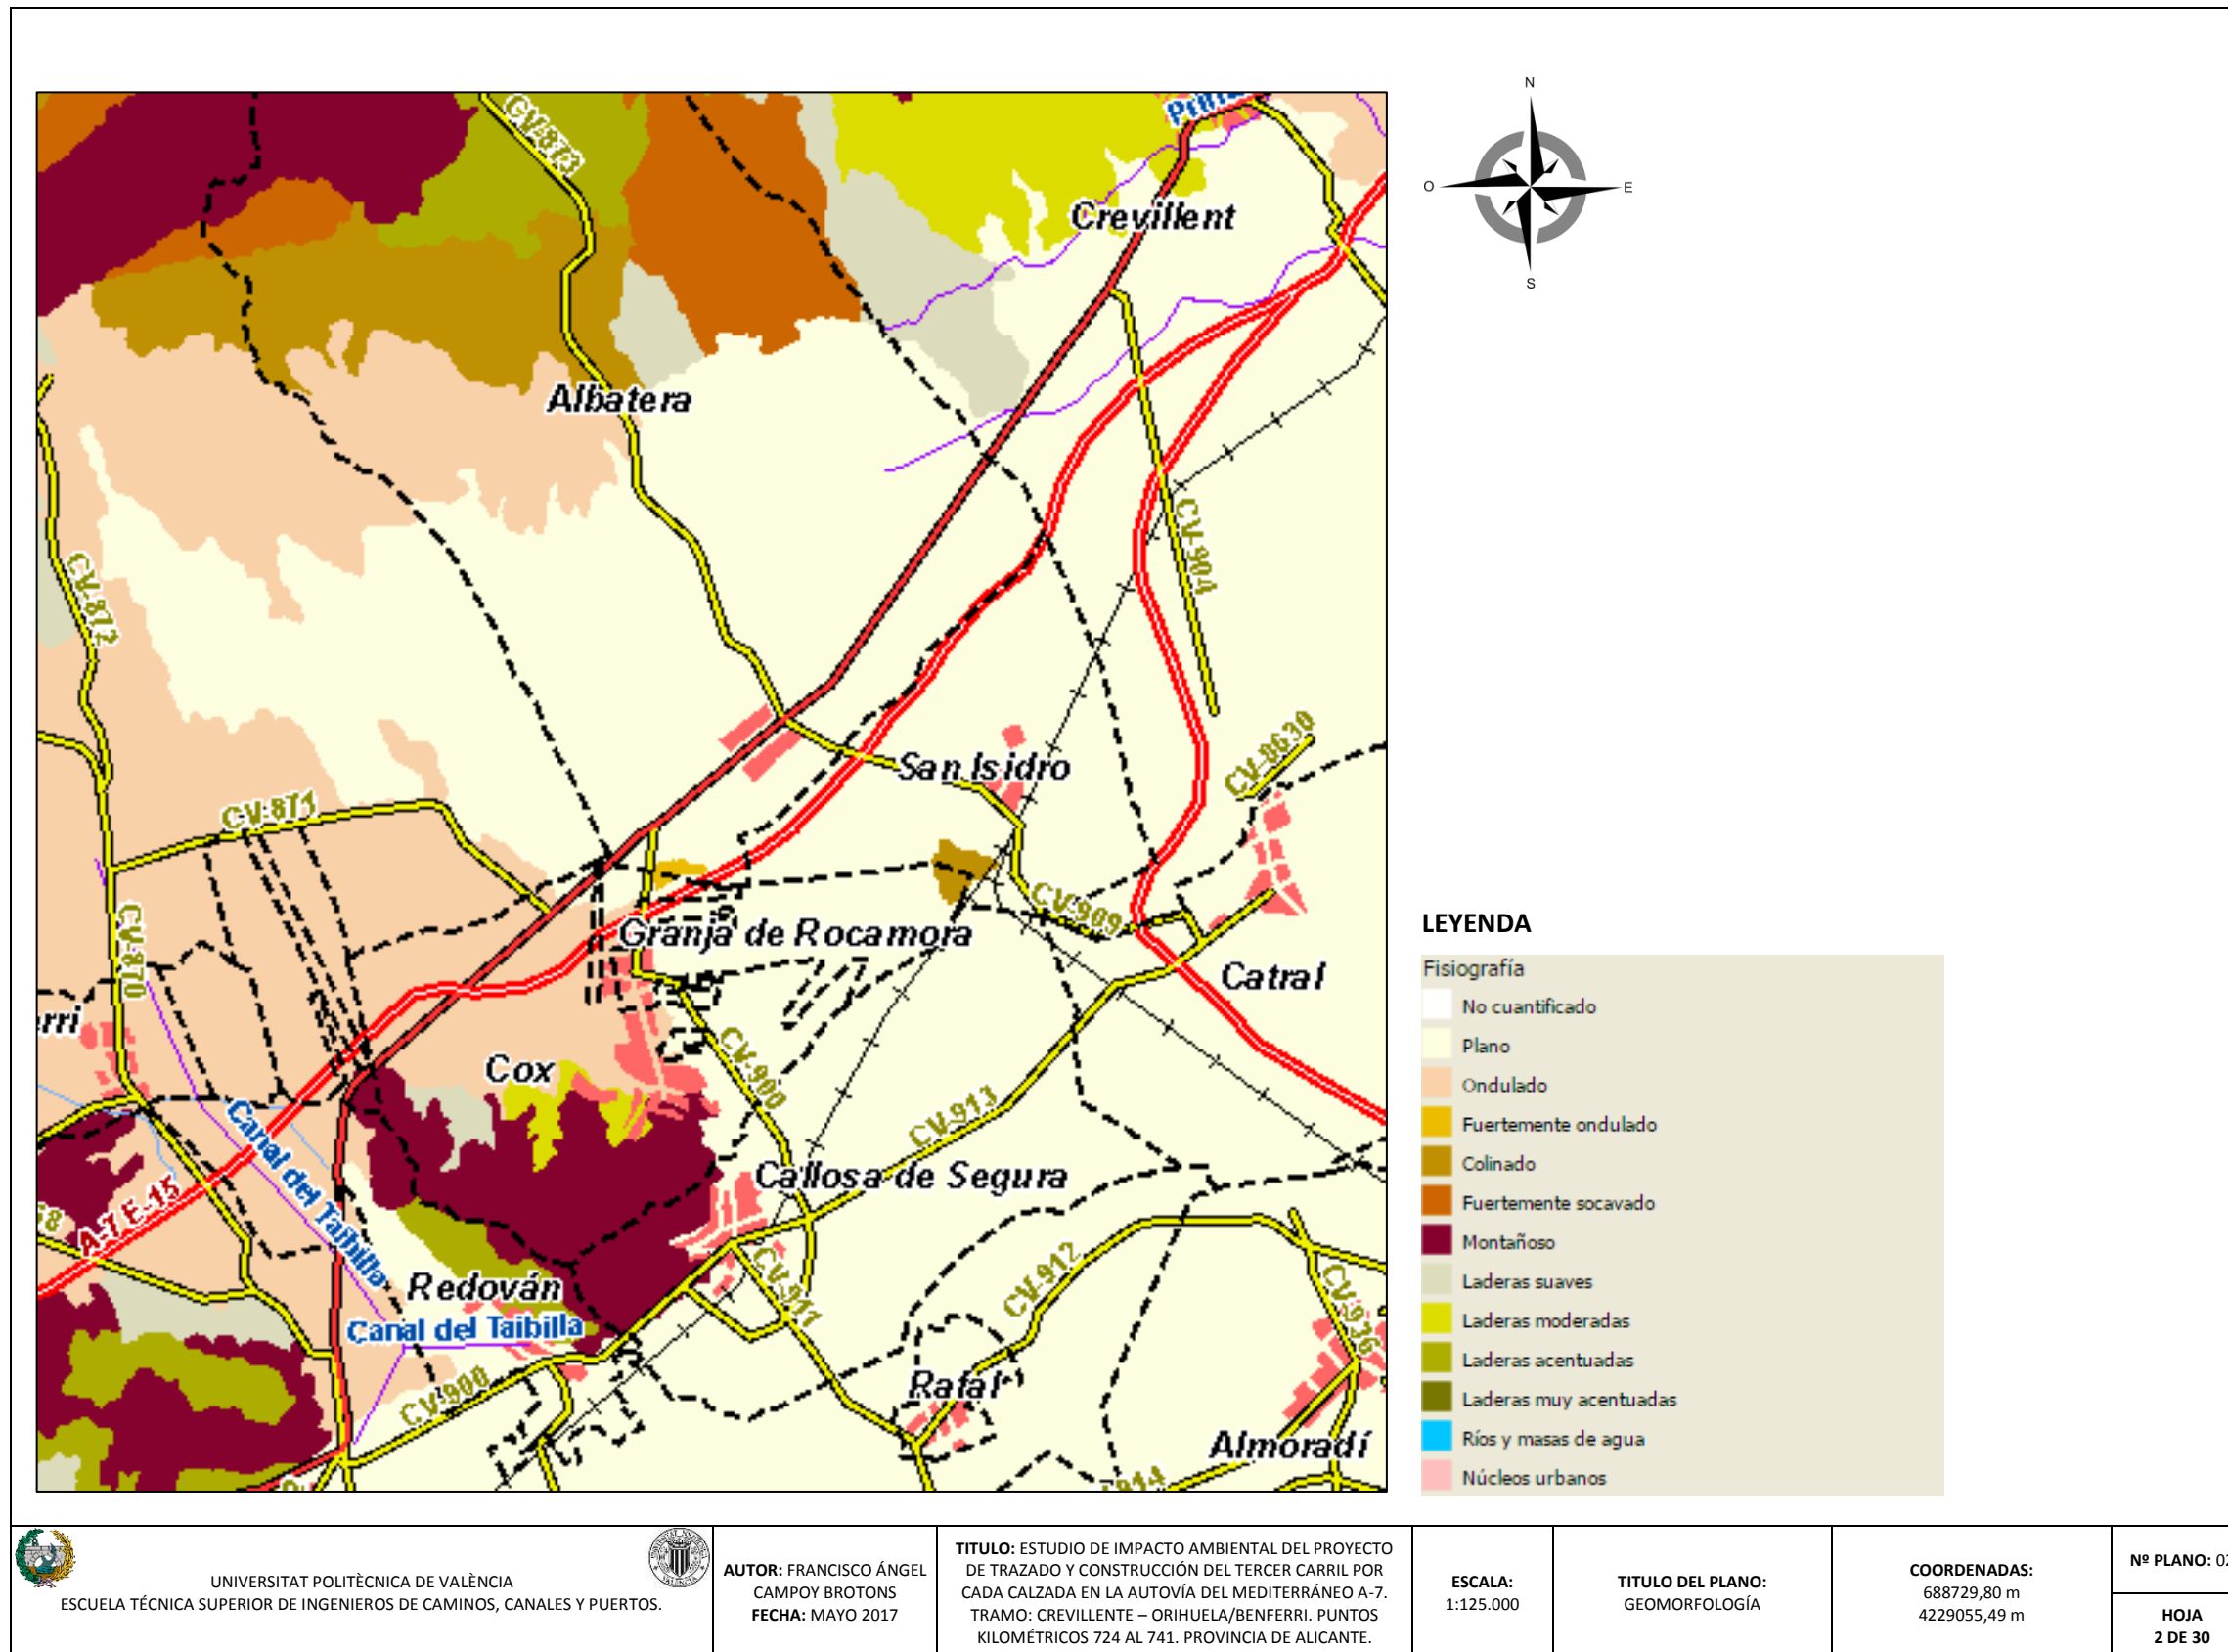 N
O
E
S
CV-873
Crevillent
Albatera
CV-904
CV-872
San Isidro
CV-8630
CV-871
CV-909
Granja de Rocamora
CV-870
Catral
rri
Cox
CV-900
CV-913
Canal del Taibilla
Callosa de Segura
A-7 E-15
Redován
CV-911
CV-912
CV-936
Canal del Taibilla
CV-900
Rafal
Almoradí
LEYENDA
Fisiografía
No cuantificado
Plano
Ondulado
Fuertemente ondulado
Colinado
Fuertemente socavado
Montañoso
Laderas suaves
Laderas moderadas
Laderas acentuadas
Laderas muy acentuadas
Ríos y masas de agua
Núcleos urbanos
UNIVERSITAT POLITÈCNICA DE VALÈNCIA
ESCUELA TÉCNICA SUPERIOR DE INGENIEROS DE CAMINOS, CANALES Y PUERTOS.
AUTOR: FRANCISCO ÁNGEL
CAMPOY BROTONS
FECHA: MAYO 2017
TITULO: ESTUDIO DE IMPACTO AMBIENTAL DEL PROYECTO
DE TRAZADO Y CONSTRUCCIÓN DEL TERCER CARRIL POR
CADA CALZADA EN LA AUTOVÍA DEL MEDITERRÁNEO A-7.
TRAMO: CREVILLENTE – ORIHUELA/BENFERRI. PUNTOS
KILOMÉTRICOS 724 AL 741. PROVINCIA DE ALICANTE.
ESCALA:
1:125.000
TITULO DEL PLANO:
GEOMORFOLOGÍA
COORDENADAS:
688729,80 m
4229055,49 m
Nº PLANO: 02
HOJA
2 DE 30